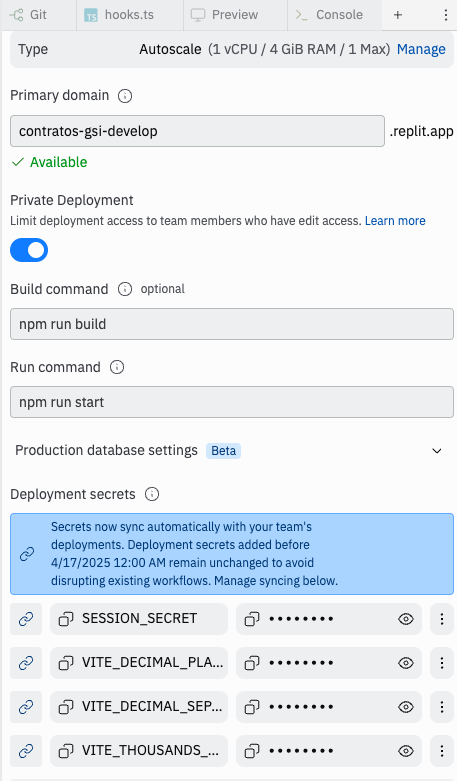 Git
TS hooks.ts
Preview
Console
Type Autoscale (1 vCPU / 4 GiB RAM / 1 Max) Manage
Primary domain
contratos-gsi-develop .replit.app
Available
Private Deployment
Limit deployment access to team members who have edit access. Learn more
Build command optional
npm run build
Run command
npm run start
Production database settings Beta
Deployment secrets
Secrets now sync automatically with your team's
deployments. Deployment secrets added before
4/17/2025 12:00 AM remain unchanged to avoid
disrupting existing workflows. Manage syncing below.
SESSION_SECRET ••••••••
VITE_DECIMAL_PLA... ••••••••
VITE_DECIMAL_SEP... ••••••••
VITE_THOUSANDS_... ••••••••